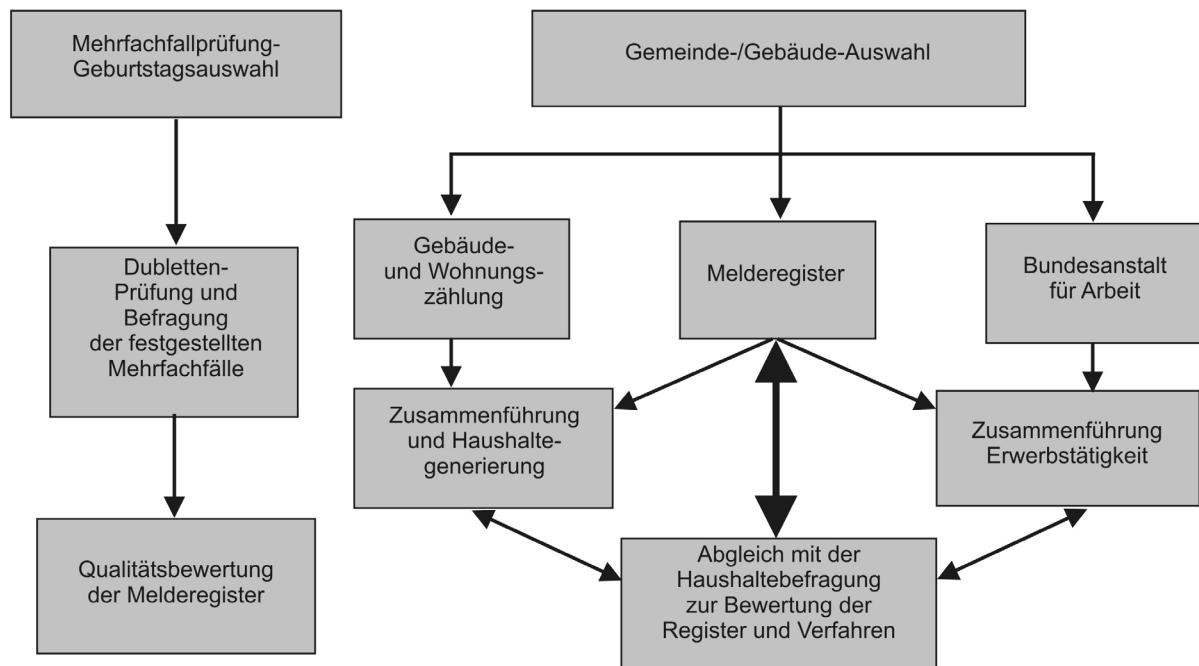 Mehrfachfallprüfung-
Geburtstagsauswahl
Gemeinde-/Gebäude-Auswahl
Dubletten-
Prüfung und
Befragung
der festgestellten
Mehrfachfälle
Gebäude-
und Wohnungs-
zählung
Melderegister
Bundesanstalt
für Arbeit
Zusammenführung
und Haushalte-
generierung
Zusammenführung
Erwerbstätigkeit
Qualitätsbewertung
der Melderegister
Abgleich mit der
Haushaltebefragung
zur Bewertung der
Register und Verfahren